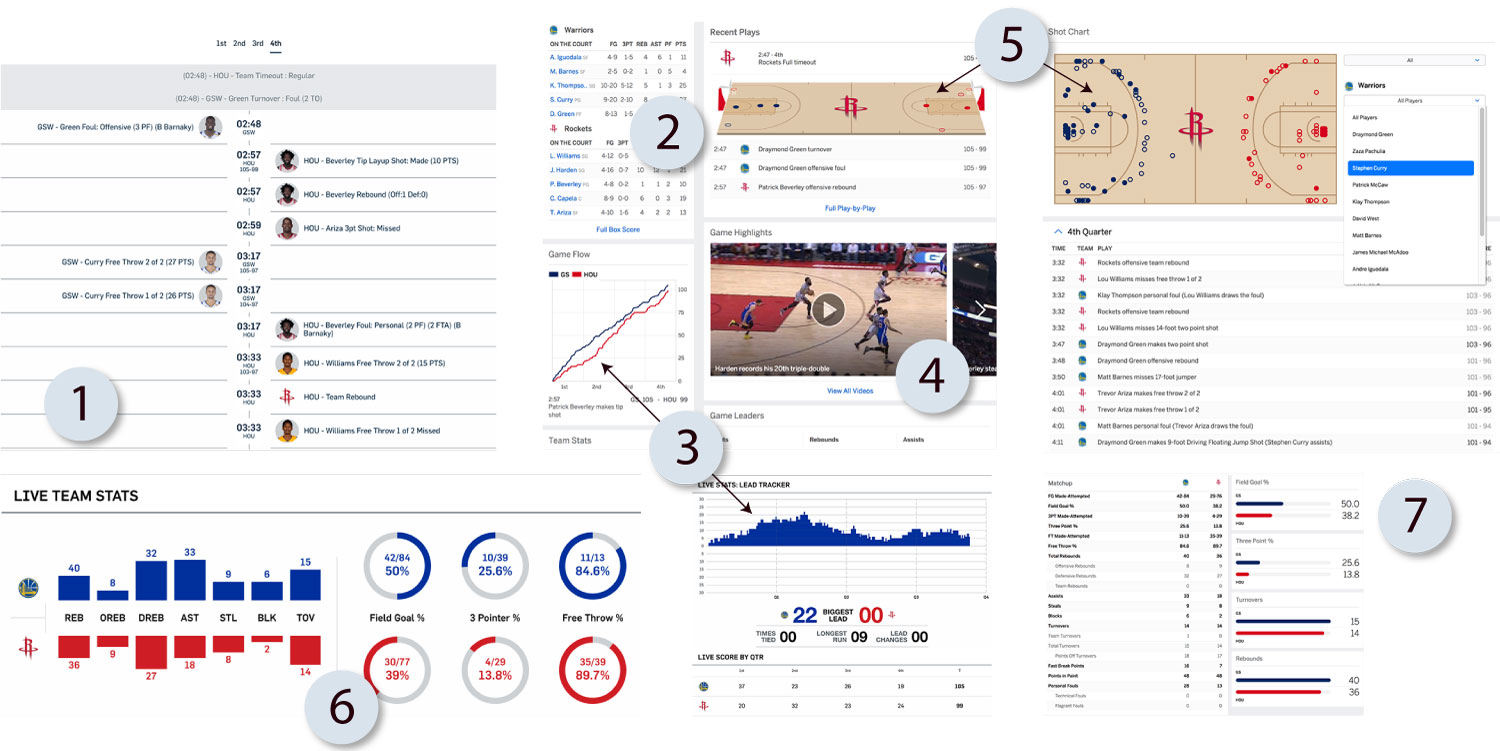 1st 2nd 3rd 4th
(02:48) - HOU - Team Timeout : Regular
(02:48) - GSW - Green Turnover : Foul (2 TO)
GSW - Green Foul: Offensive (3 PF) (B Barnaky)
02:48
GSW
02:57
HOU
105-99
HOU - Beverley Tip Layup Shot: Made (10 PTS)
02:57
HOU
HOU - Beverley Rebound (Off:1 Def:0)
02:59
HOU
HOU - Ariza 3pt Shot: Missed
GSW - Curry Free Throw 2 of 2 (27 PTS)
03:17
GSW
105-97
GSW - Curry Free Throw 1 of 2 (26 PTS)
03:17
GSW
104-97
03:17
HOU
HOU - Beverley Foul: Personal (2 PF) (2 FTA) (B
Barnaky)
03:33
HOU
103-97
HOU - Williams Free Throw 2 of 2 (15 PTS)
03:33
HOU
HOU - Team Rebound
03:33
HOU
HOU - Williams Free Throw 1 of 2 Missed
1
Warriors
ON THE COURT FG 3PT REB AST PF PTS
A. Iguodala SF 4-9 1-5 4 6 1 11
M. Barnes SF 2-5 0-2 1 0 5 4
K. Thompso... SG 10-20 5-12 5 1 3 25
S. Curry PG 9-20 2-10 8
D. Green PF 8-13 1-5
Rockets
ON THE COURT FG 3PT
L. Williams SG 4-12 0-5
J. Harden SG 4-16 0-7 10 21
P. Beverley PG 4-8 0-2 1 1 2 10
C. Capela C 8-9 0-0 6 0 3 19
T. Ariza SF 4-10 1-6 4 2 2 13
Full Box Score
2
Game Flow
GS HOU
100
75
50
25
0
1st 2nd 3rd 4th
2:57
Patrick Beverley makes tip
shot
GS 105 - HOU 99
Team Stats
3
Recent Plays
2:47 - 4th
Rockets Full timeout
105 -
2:47 Draymond Green turnover 105 - 99
2:47 Draymond Green offensive foul 105 - 99
2:57 Patrick Beverley offensive rebound 105 - 97
Full Play-by-Play
Game Highlights
Harden records his 20th triple-double
erley stea
View All Videos
4
Game Leaders
Rebounds Assists
5
Shot Chart
All
Warriors
All Players
All Players
Draymond Green
Zaza Pachulia
Stephen Curry
Patrick McCaw
Klay Thompson
David West
Matt Barnes
James Michael McAdoo
Andre Iguodala
4th Quarter
TIME TEAM PLAY
3:32 Rockets offensive team rebound
3:32 Lou Williams misses free throw 1 of 2
3:32 Klay Thompson personal foul (Lou Williams draws the foul) 103 - 96
3:32 Rockets offensive team rebound 103 - 96
3:32 Lou Williams misses 14-foot two point shot 103 - 96
3:47 Draymond Green makes two point shot 103 - 96
3:48 Draymond Green offensive rebound 101 - 96
3:50 Matt Barnes misses 17-foot jumper 101 - 96
4:01 Trevor Ariza makes free throw 2 of 2 101 - 96
4:01 Trevor Ariza makes free throw 1 of 2 101 - 95
4:01 Matt Barnes personal foul (Trevor Ariza draws the foul) 101 - 94
4:11 Draymond Green makes 9-foot Driving Floating Jump Shot (Stephen Curry assists) 101 - 94
LIVE TEAM STATS
40 8 32 33 9 6 15
REB OREB DREB AST STL BLK TOV
36 9 27 18 8 2 14
42/84
50%
10/39
25.6%
11/13
84.6%
Field Goal % 3 Pointer % Free Throw %
30/77
39%
4/29
13.8%
35/39
89.7%
6
LIVE STATS: LEAD TRACKER
22 BIGGEST LEAD 00
TIMES TIED 00 LONGEST RUN 09 LEAD CHANGES 00
LIVE SCORE BY QTR
1st 2nd 3rd 4th T
37 23 26 19 105
20 32 23 24 99
Matchup
FG Made-Attempted 42-84 29-76
Field Goal % 50.0 38.2
3PT Made-Attempted 10-39 4-29
Three Point % 25.6 13.8
FT Made-Attempted 11-13 35-39
Free Throw % 84.6 89.7
Total Rebounds 40 36
Offensive Rebounds 8 9
Defensive Rebounds 32 27
Team Rebounds 0 0
Assists 33 18
Steals 9 8
Blocks 6 2
Turnovers 14 14
Team Turnovers 1 0
Total Turnovers 15 14
Points Off Turnovers 18 17
Fast Break Points 16 7
Points in Paint 48 48
Personal Fouls 28 13
Technical Fouls 0 0
Flagrant Fouls 0 0
Field Goal %
GS
50.0
38.2
HOU
Three Point %
GS
25.6
13.8
HOU
Turnovers
GS
15
14
HOU
Rebounds
GS
40
36
HOU
7